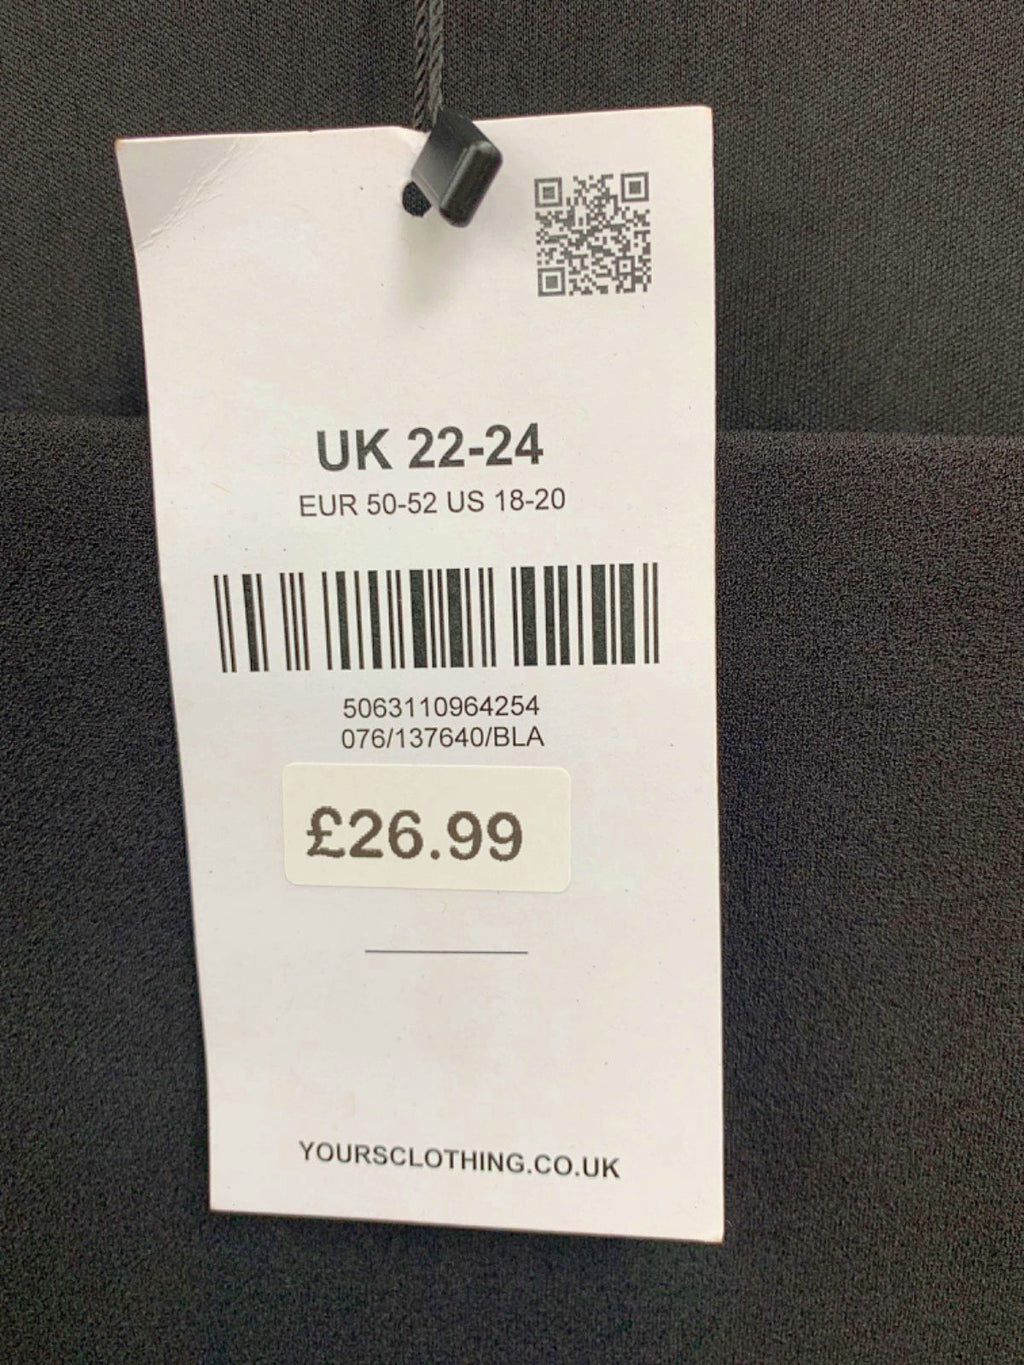 UK 22-24
EUR 50-52 US 18-20
5063110964254
076/137640/BLA
£26.99
YOURSCLOTHING.CO.UK